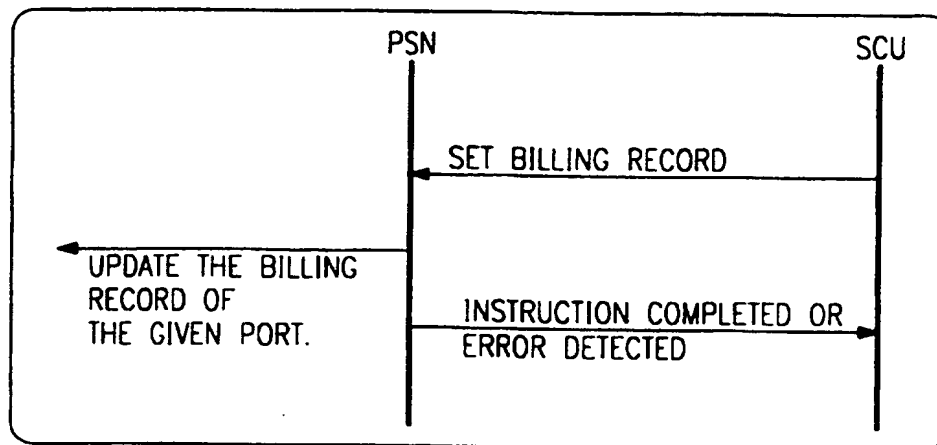 PSN
SCU
SET BILLING RECORD
UPDATE THE BILLING
RECORD OF
THE GIVEN PORT.
INSTRUCTION COMPLETED OR
ERROR DETECTED